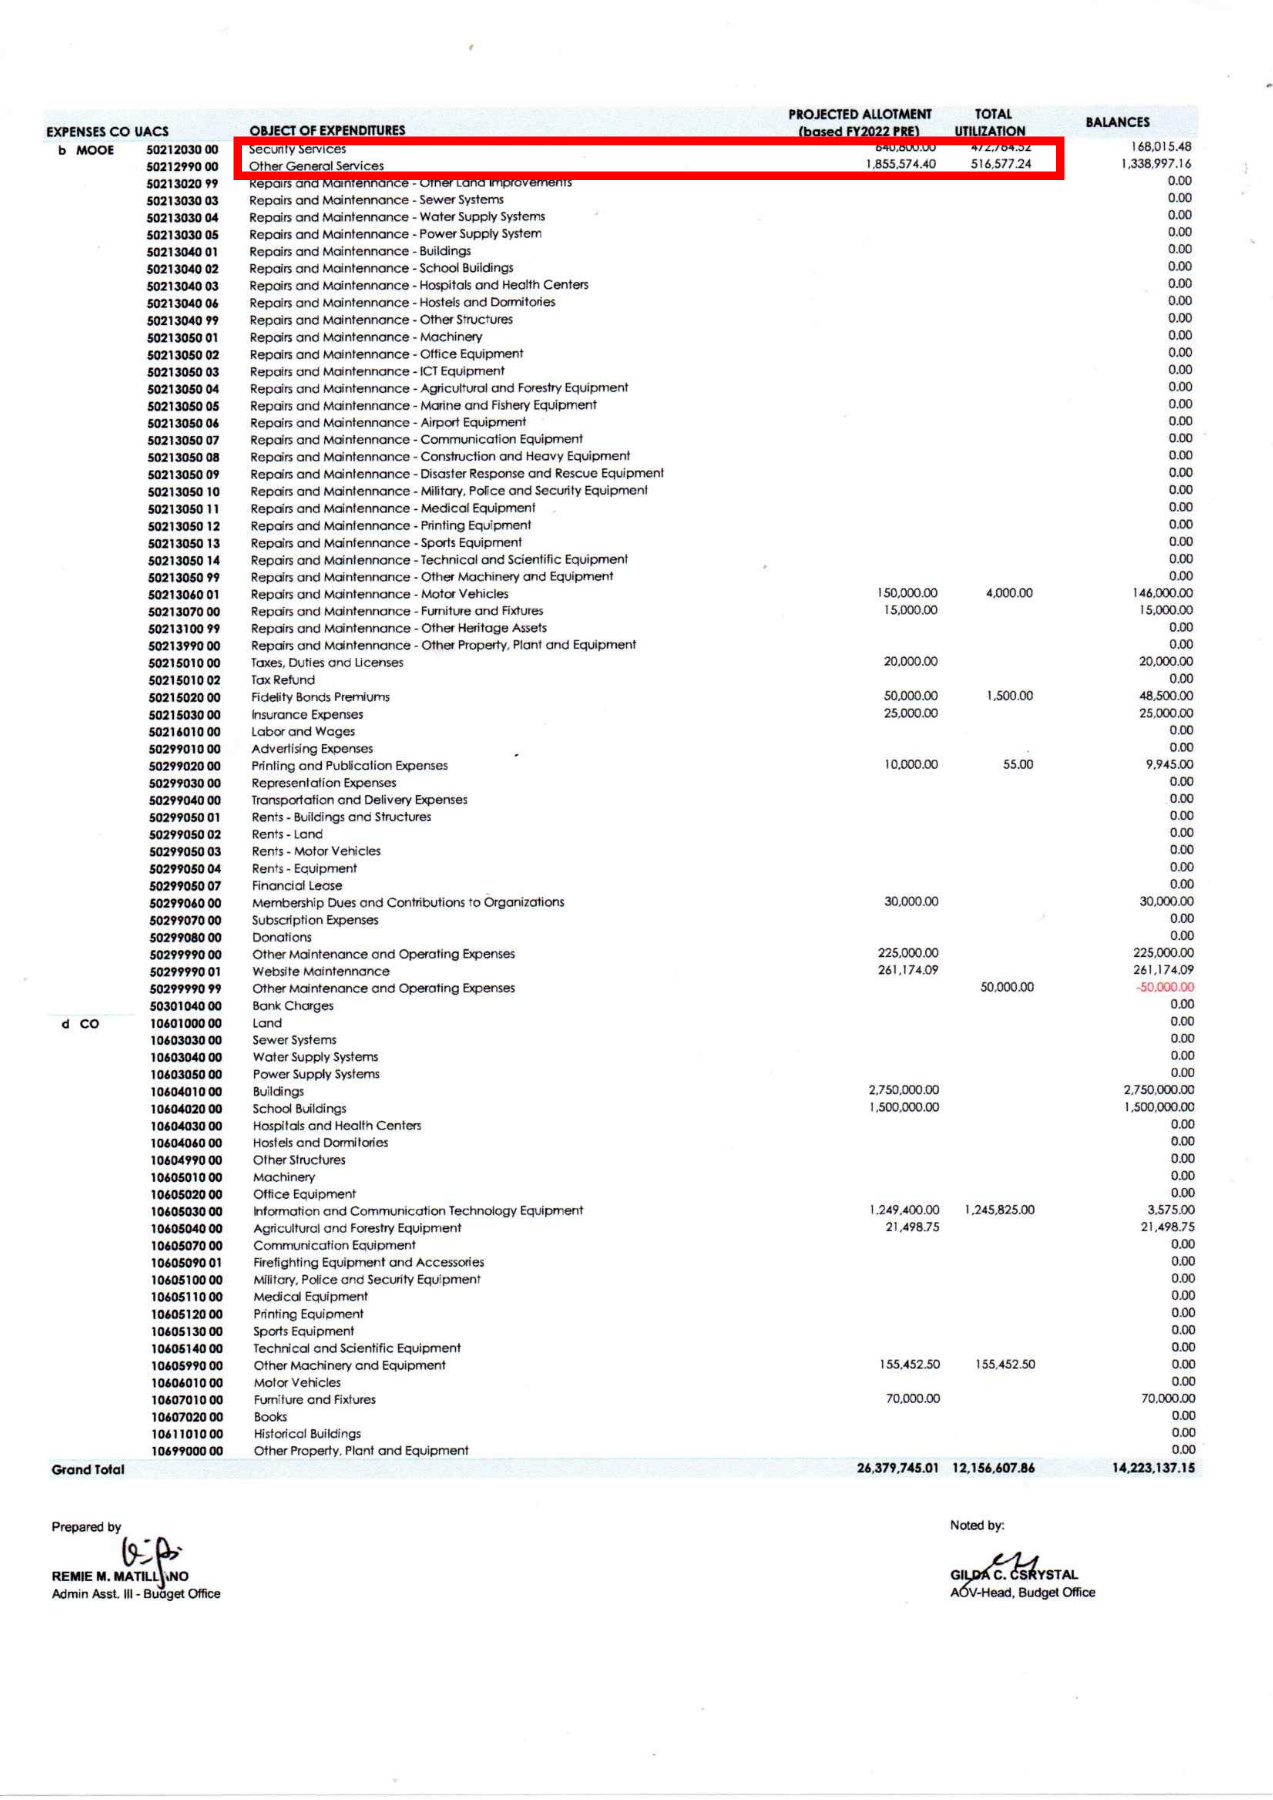 EXPENSES CO UACS OBJECT OF EXPENDITURES PROJECTED ALLOTMENT (based FY2022 PRE) TOTAL UTILIZATION BALANCES
b MOOE 50212030 00 Security Services 640,800.00 472,784.52 168,015.48
50212990 00 Other General Services 1,855,574.40 516,577.24 1,338,997.16
50213020 99 Repairs and Maintennance - Other Land Improvements 0.00
50213030 03 Repairs and Maintennance - Sewer Systems 0.00
50213030 04 Repairs and Maintennance - Water Supply Systems 0.00
50213030 05 Repairs and Maintennance - Power Supply System 0.00
50213040 01 Repairs and Maintennance - Buildings 0.00
50213040 02 Repairs and Maintennance - School Buildings 0.00
50213040 03 Repairs and Maintennance - Hospitals and Health Centers 0.00
50213040 06 Repairs and Maintennance - Hostels and Dormitories 0.00
50213040 99 Repairs and Maintennance - Other Structures 0.00
50213050 01 Repairs and Maintennance - Machinery 0.00
50213050 02 Repairs and Maintennance - Office Equipment 0.00
50213050 03 Repairs and Maintennance - ICT Equipment 0.00
50213050 04 Repairs and Maintennance - Agricultural and Forestry Equipment 0.00
50213050 05 Repairs and Maintennance - Marine and Fishery Equipment 0.00
50213050 06 Repairs and Maintennance - Airport Equipment 0.00
50213050 07 Repairs and Maintennance - Communication Equipment 0.00
50213050 08 Repairs and Maintennance - Construction and Heavy Equipment 0.00
50213050 09 Repairs and Maintennance - Disaster Response and Rescue Equipment 0.00
50213050 10 Repairs and Maintennance - Military, Police and Security Equipment 0.00
50213050 11 Repairs and Maintennance - Medical Equipment 0.00
50213050 12 Repairs and Maintennance - Printing Equipment 0.00
50213050 13 Repairs and Maintennance - Sports Equipment 0.00
50213050 14 Repairs and Maintennance - Technical and Scientific Equipment 0.00
50213050 99 Repairs and Maintennance - Other Machinery and Equipment 0.00
50213060 01 Repairs and Maintennance - Motor Vehicles 150,000.00 4,000.00 146,000.00
50213070 00 Repairs and Maintennance - Furniture and Fixtures 15,000.00 15,000.00
50213100 99 Repairs and Maintennance - Other Heritage Assets 0.00
50213990 00 Repairs and Maintennance - Other Property, Plant and Equipment 0.00
50215010 00 Taxes, Duties and Licenses 20,000.00 20,000.00
50215010 02 Tax Refund 0.00
50215020 00 Fidelity Bonds Premiums 50,000.00 1,500.00 48,500.00
50215030 00 Insurance Expenses 25,000.00 25,000.00
50216010 00 Labor and Wages 0.00
50299010 00 Advertising Expenses 0.00
50299020 00 Printing and Publication Expenses 10,000.00 55.00 9,945.00
50299030 00 Representation Expenses 0.00
50299040 00 Transportation and Delivery Expenses 0.00
50299050 01 Rents - Buildings and Structures 0.00
50299050 02 Rents - Land 0.00
50299050 03 Rents - Motor Vehicles 0.00
50299050 04 Rents - Equipment 0.00
50299050 07 Financial Lease 0.00
50299060 00 Membership Dues and Contributions to Organizations 30,000.00 30,000.00
50299070 00 Subscription Expenses 0.00
50299080 00 Donations 0.00
50299990 00 Other Maintenance and Operating Expenses 225,000.00 225,000.00
50299990 01 Website Maintennance 261,174.09 261,174.09
50299990 99 Other Maintenance and Operating Expenses 50,000.00 -50,000.00
50301040 00 Bank Charges 0.00
d CO 10601000 00 Land 0.00
10603030 00 Sewer Systems 0.00
10603040 00 Water Supply Systems 0.00
10603050 00 Power Supply Systems 0.00
10604010 00 Buildings 2,750,000.00 2,750,000.00
10604020 00 School Buildings 1,500,000.00 1,500,000.00
10604030 00 Hospitals and Health Centers 0.00
10604060 00 Hostels and Dormitories 0.00
10604990 00 Other Structures 0.00
10605010 00 Machinery 0.00
10605020 00 Office Equipment 0.00
10605030 00 Information and Communication Technology Equipment 1,249,400.00 1,245,825.00 3,575.00
10605040 00 Agricultural and Forestry Equipment 21,498.75 21,498.75
10605070 00 Communication Equipment 0.00
10605090 01 Firefighting Equipment and Accessories 0.00
10605100 00 Military, Police and Security Equipment 0.00
10605110 00 Medical Equipment 0.00
10605120 00 Printing Equipment 0.00
10605130 00 Sports Equipment 0.00
10605140 00 Technical and Scientific Equipment 0.00
10605990 00 Other Machinery and Equipment 155,452.50 155,452.50 0.00
10606010 00 Motor Vehicles 0.00
10607010 00 Furniture and Fixtures 70,000.00 70,000.00
10607020 00 Books 0.00
10611010 00 Historical Buildings 0.00
10699000 00 Other Property, Plant and Equipment 0.00
Grand Total 26,379,745.01 12,156,607.86 14,223,137.15
Prepared by Noted by:
REMIE M. MATILLANO GILDA C. CSRYSTAL
Admin Asst. III - Budget Office AOV-Head, Budget Office